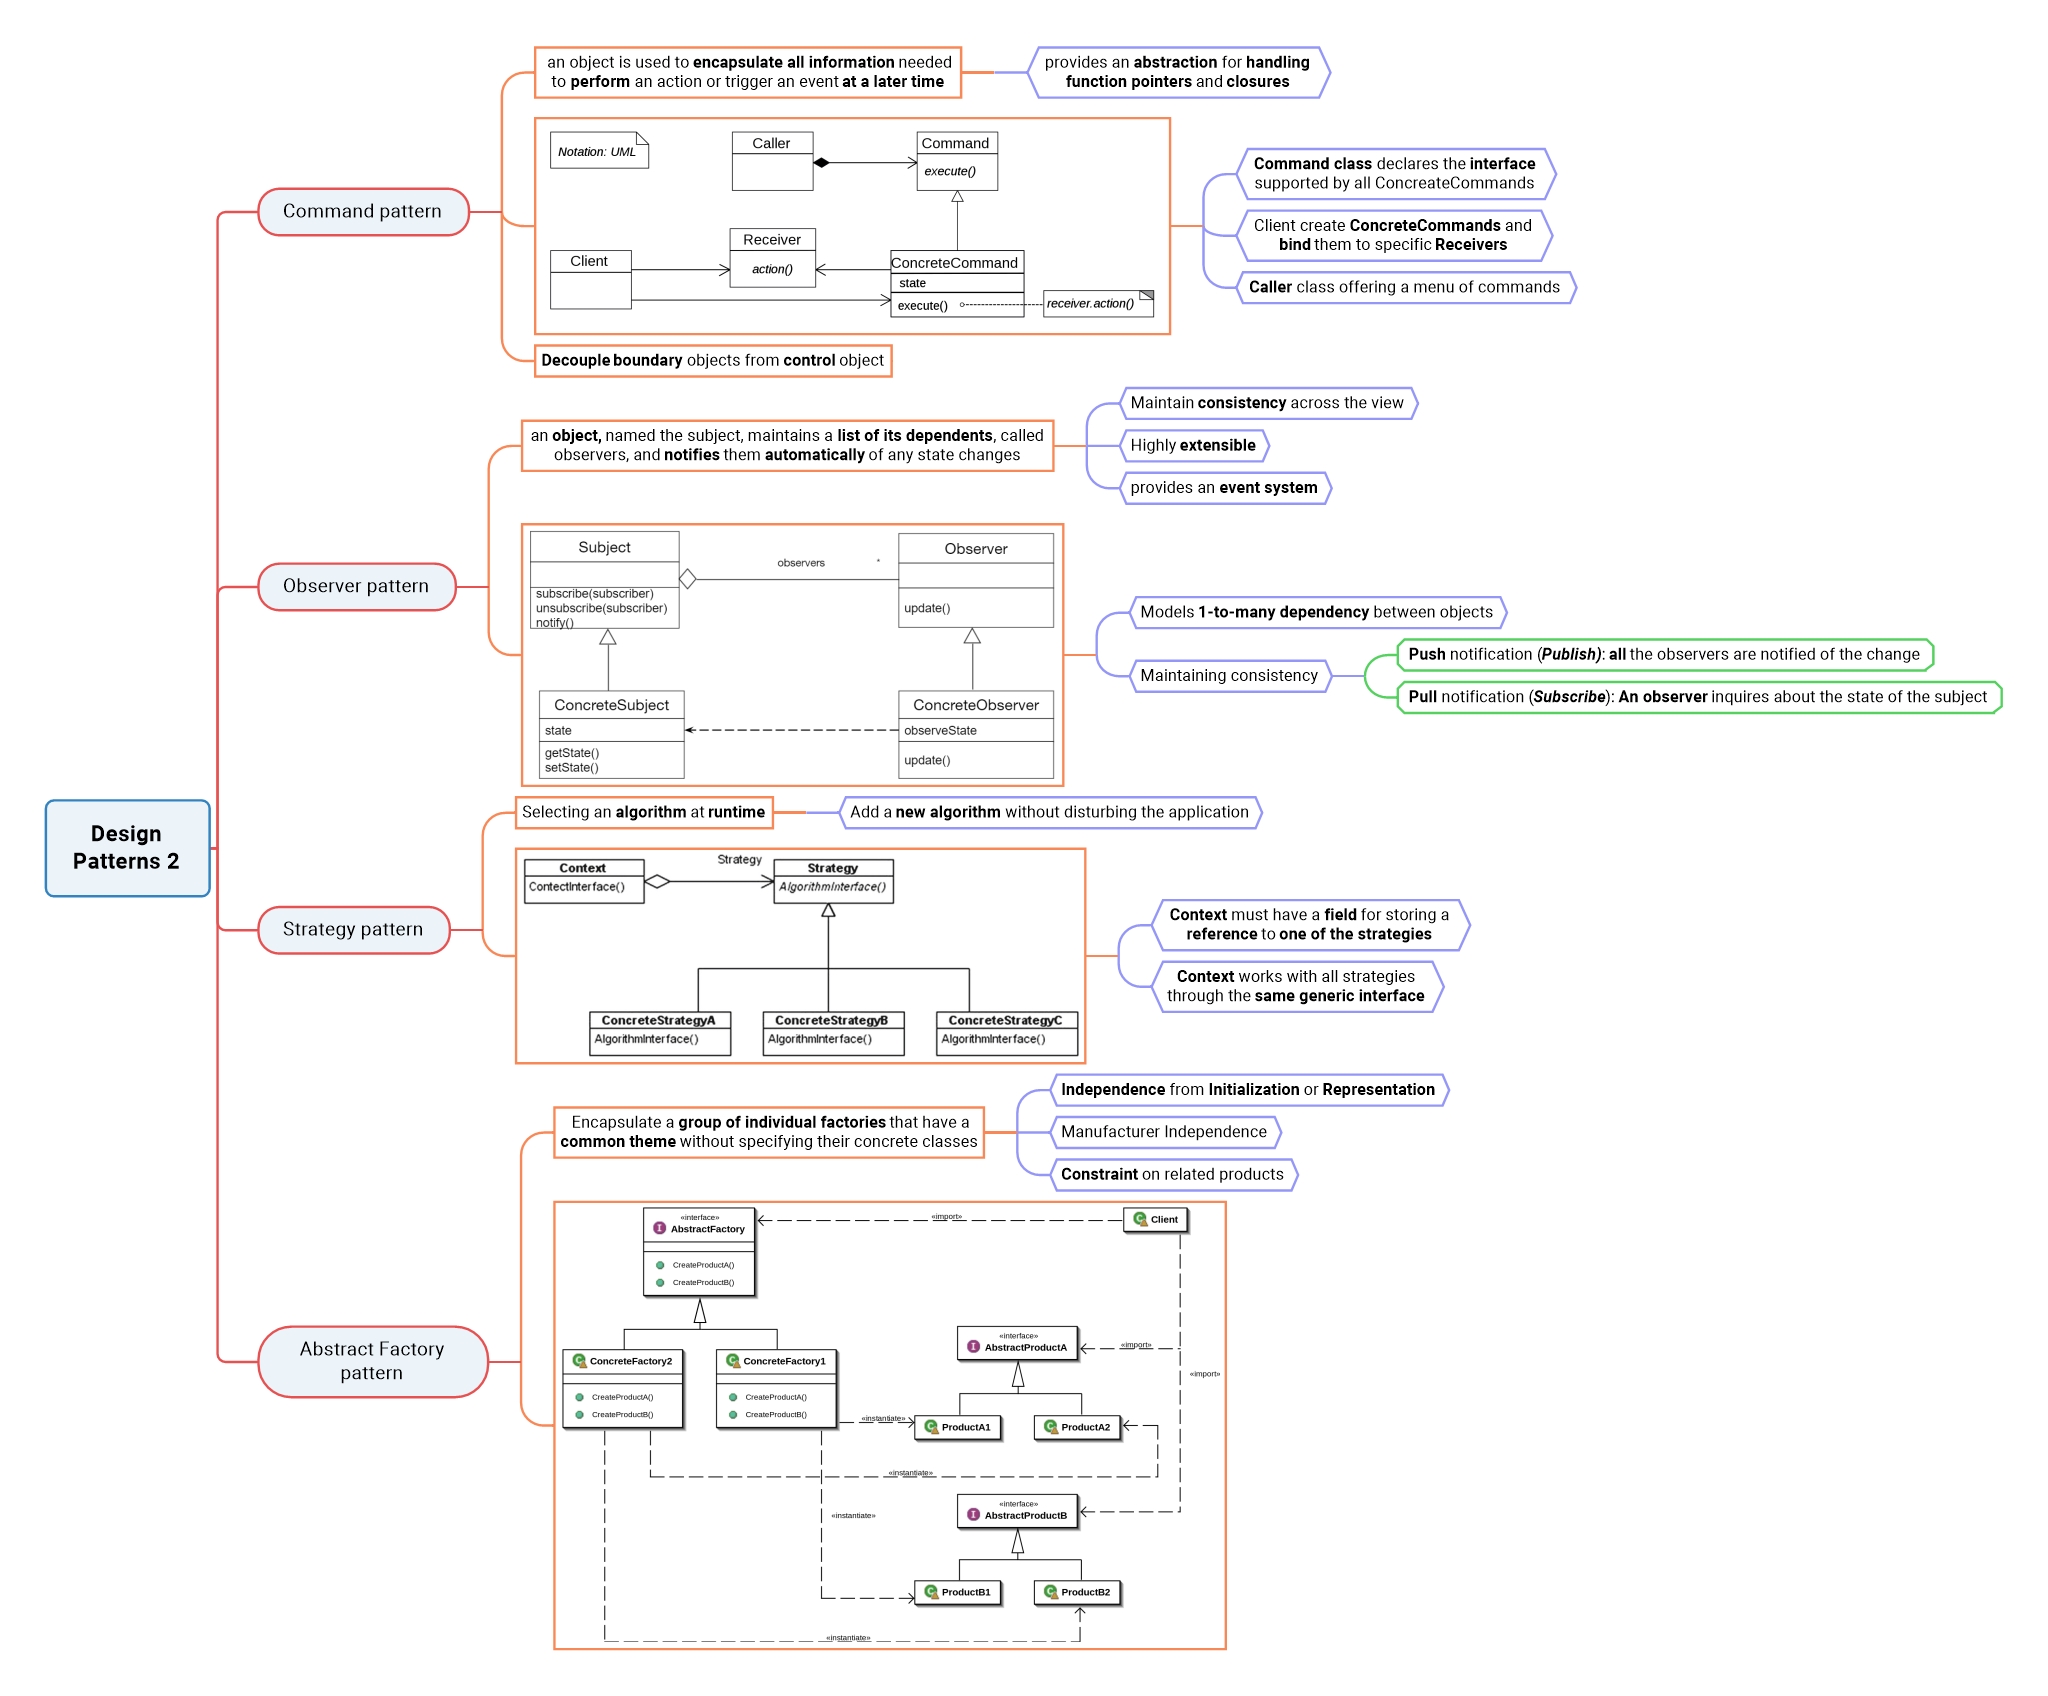 Design
Patterns 2
Command pattern
an object is used to encapsulate all information needed
to perform an action or trigger an event at a later time
provides an abstraction for handling
function pointers and closures
Notation: UML
Caller
Command
execute()
Client
Receiver
action()
ConcreteCommand
state
execute()
receiver.action()
Command class declares the interface
supported by all ConcreateCommands
Client create ConcreteCommands and
bind them to specific Receivers
Caller class offering a menu of commands
Decouple boundary objects from control object
Observer pattern
an object, named the subject, maintains a list of its dependents, called
observers, and notifies them automatically of any state changes
Maintain consistency across the view
Highly extensible
provides an event system
Subject
subscribe(subscriber)
unsubscribe(subscriber)
notify()
observers
*
Observer
update()
ConcreteSubject
state
getState()
setState()
ConcreteObserver
observeState
update()
Models 1-to-many dependency between objects
Maintaining consistency
Push notification (Publish): all the observers are notified of the change
Pull notification (Subscribe): An observer inquires about the state of the subject
Strategy pattern
Selecting an algorithm at runtime
Add a new algorithm without disturbing the application
Context
ContectInterface()
Strategy
Strategy
AlgorithmInterface()
ConcreteStrategyA
AlgorithmInterface()
ConcreteStrategyB
AlgorithmInterface()
ConcreteStrategyC
AlgorithmInterface()
Context must have a field for storing a
reference to one of the strategies
Context works with all strategies
through the same generic interface
Abstract Factory
pattern
Encapsulate a group of individual factories that have a
common theme without specifying their concrete classes
Independence from Initialization or Representation
Manufacturer Independence
Constraint on related products
«interface»
I AbstractFactory
CreateProductA()
CreateProductB()
«import»
C Client
C ConcreteFactory2
CreateProductA()
CreateProductB()
C ConcreteFactory1
CreateProductA()
CreateProductB()
«interface»
I AbstractProductA
«import»
«import»
«instantiate»
C ProductA1
C ProductA2
«instantiate»
«interface»
I AbstractProductB
«instantiate»
C ProductB1
C ProductB2
«instantiate»